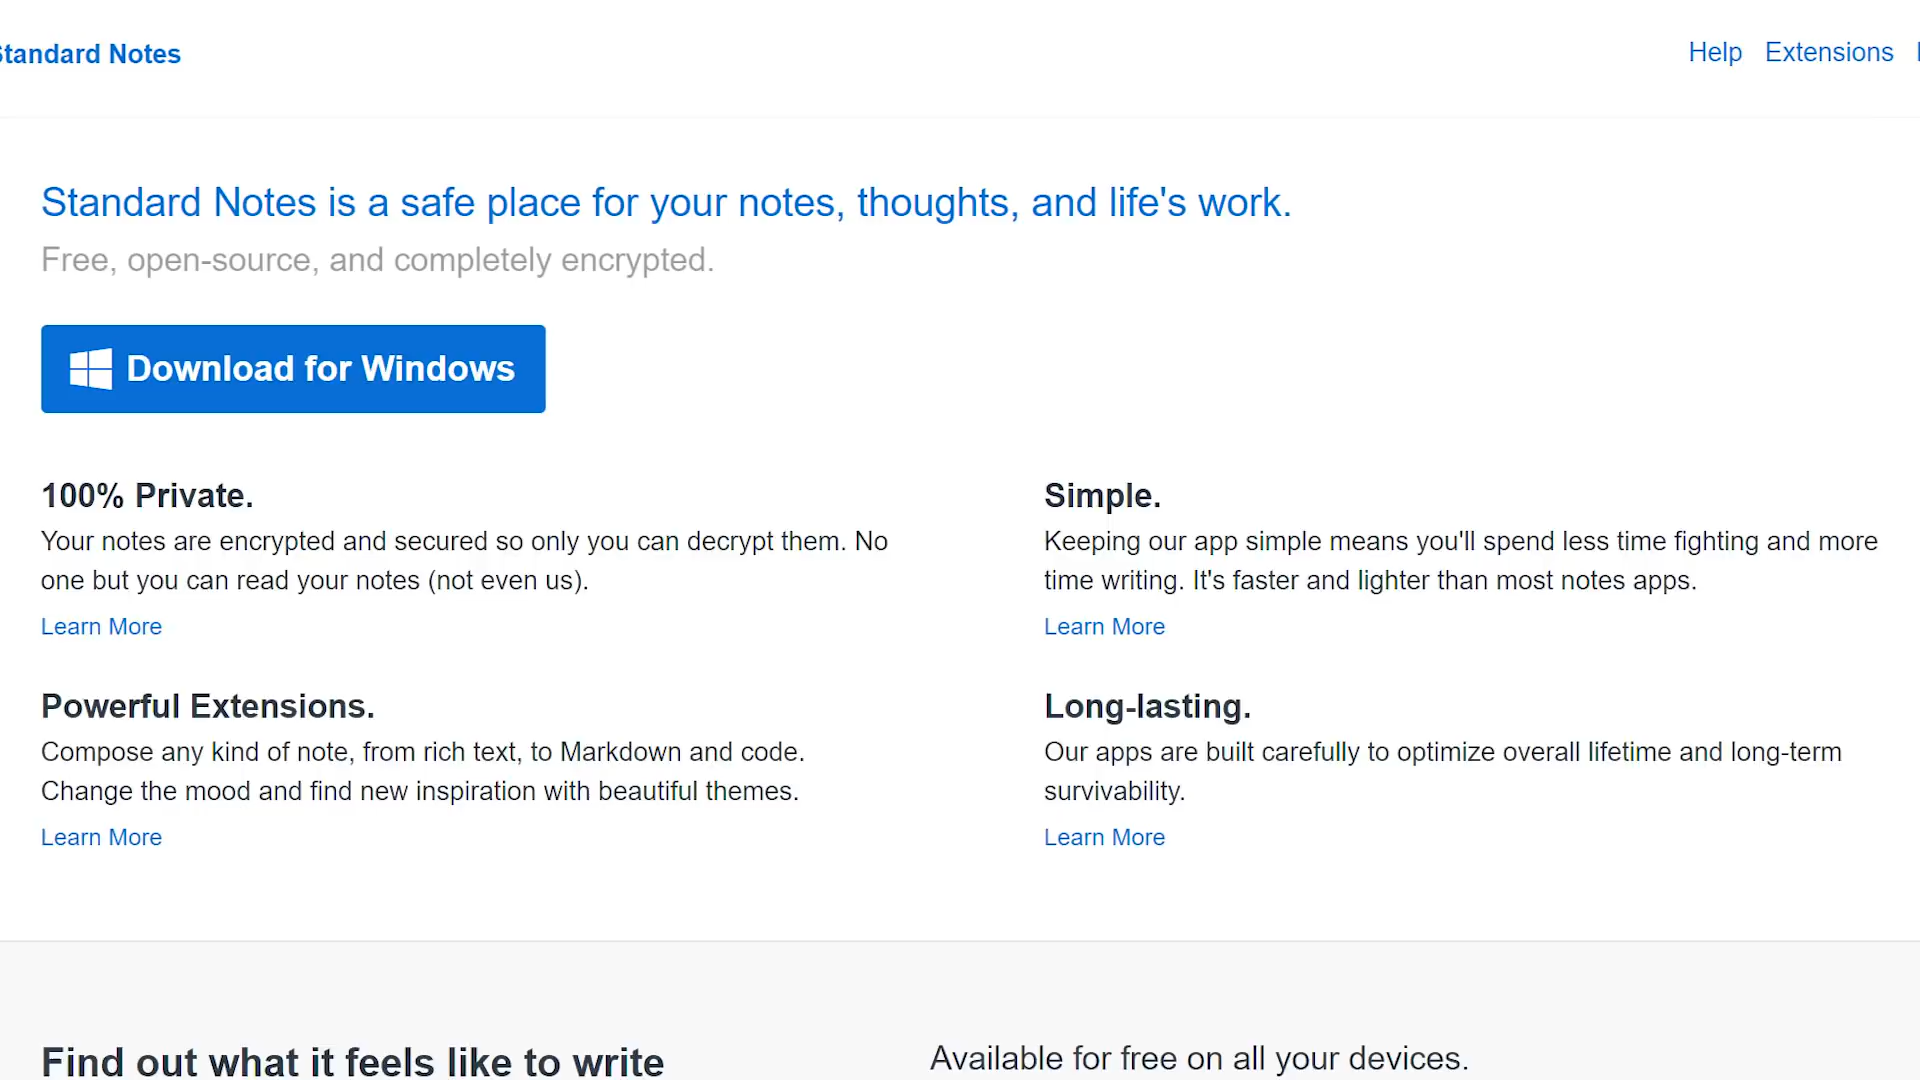 Standard Notes
Help Extensions
Standard Notes is a safe place for your notes, thoughts, and life's work.
Free, open-source, and completely encrypted.
Download for Windows
100% Private.
Your notes are encrypted and secured so only you can decrypt them. No
one but you can read your notes (not even us).
Learn More
Simple.
Keeping our app simple means you'll spend less time fighting and more
time writing. It's faster and lighter than most notes apps.
Learn More
Powerful Extensions.
Compose any kind of note, from rich text, to Markdown and code.
Change the mood and find new inspiration with beautiful themes.
Learn More
Long-lasting.
Our apps are built carefully to optimize overall lifetime and long-term
survivability.
Learn More
Find out what it feels like to write
Available for free on all your devices.